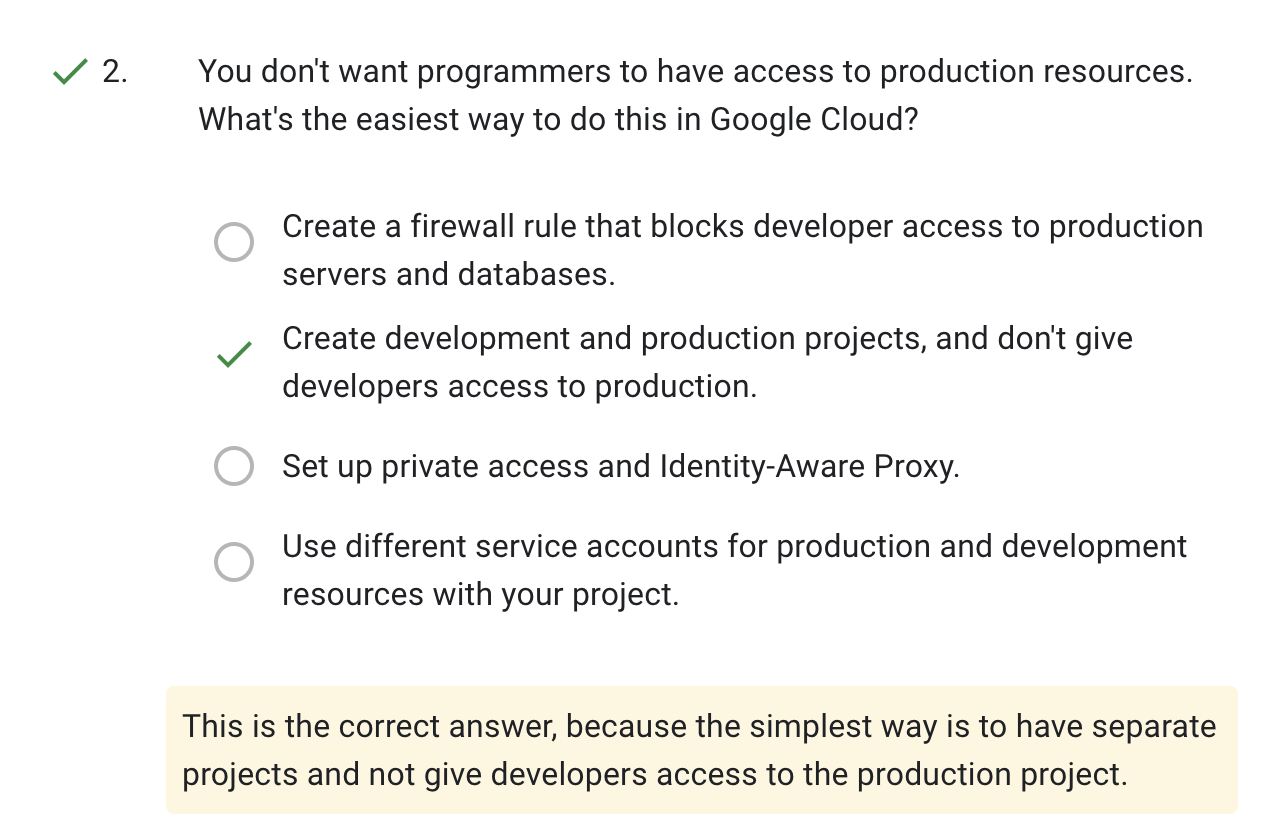 2. You don't want programmers to have access to production resources.
What's the easiest way to do this in Google Cloud?
Create a firewall rule that blocks developer access to production
servers and databases.
Create development and production projects, and don't give
developers access to production.
Set up private access and Identity-Aware Proxy.
Use different service accounts for production and development
resources with your project.
This is the correct answer, because the simplest way is to have separate
projects and not give developers access to the production project.